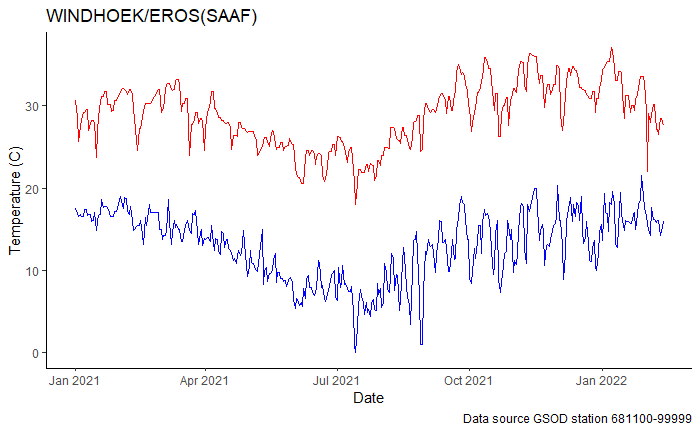 WINDHOEK/EROS(SAAF)
Temperature (C)
30
20
10
0
Jan 2021
Apr 2021
Jul 2021
Oct 2021
Jan 2022
Date
Data source GSOD station 681100-99999